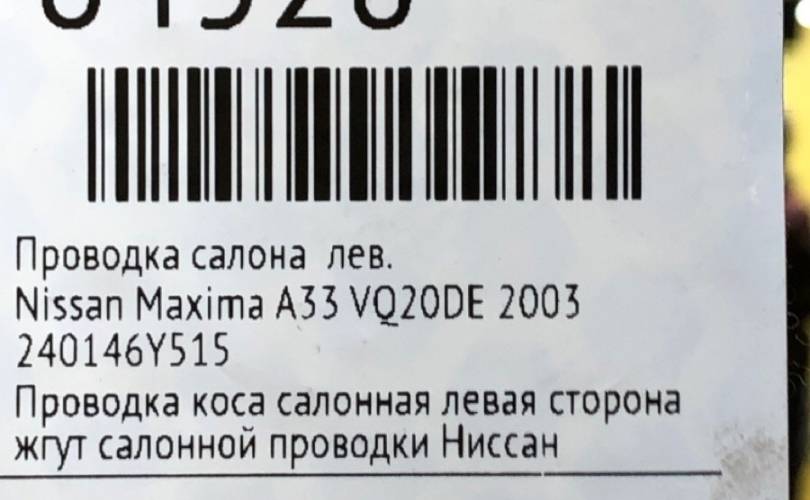 Проводка салона лев.
Nissan Maxima A33 VQ20DE 2003
240146Y515
Проводка коса салонная левая сторона
жгут салонной проводки Ниссан